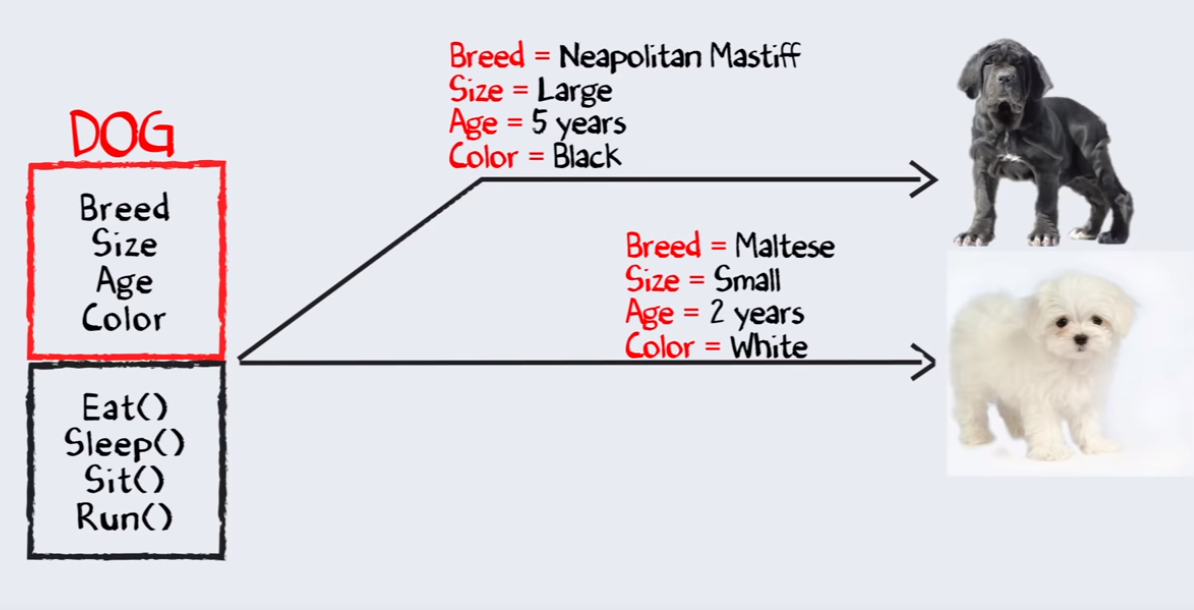 DOG
Breed
Size
Age
Color
Eat()
Sleep()
Sit()
Run()
Breed = Neapolitan Mastiff
Size = Large
Age = 5 years
Color = Black
Breed = Maltese
Size = Small
Age = 2 years
Color = White